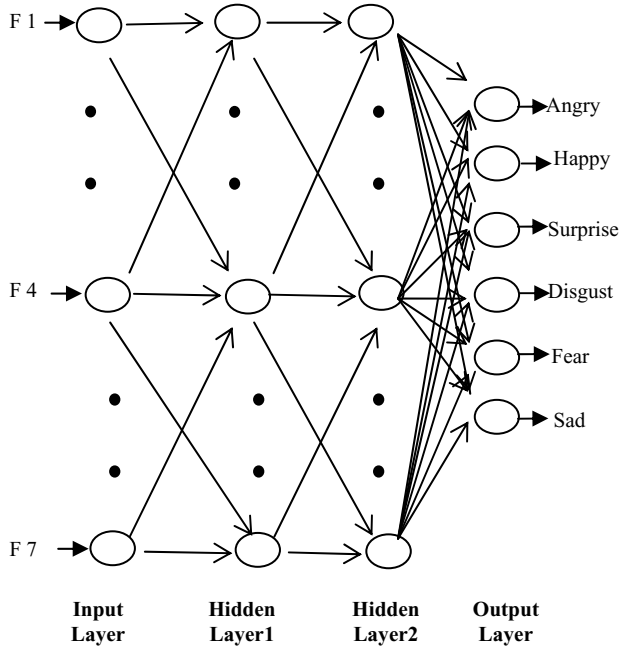 F 1
Angry
Happy
Surprise
F 4
Disgust
Fear
Sad
F 7
Input
Layer
Hidden
Layer1
Hidden
Layer2
Output
Layer